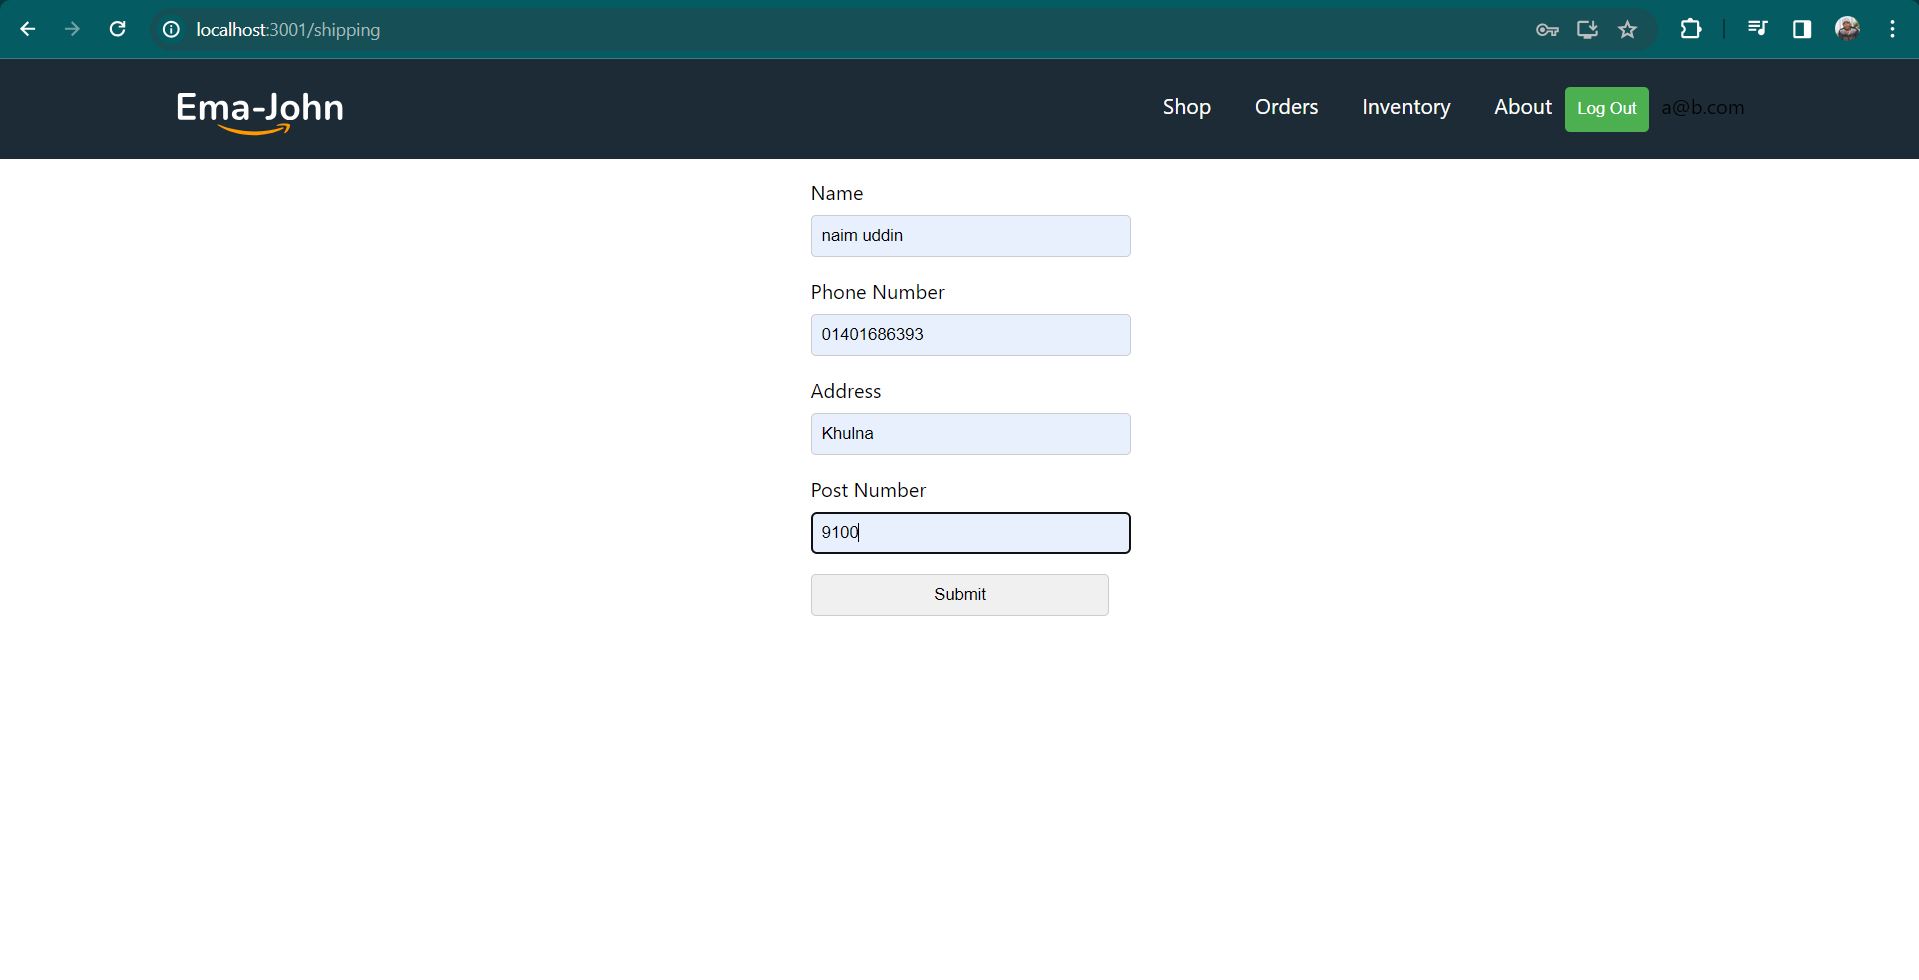 localhost:3001/shipping
Ema-John
Shop Orders Inventory About Log Out a@b.com
Name
naim uddin
Phone Number
01401686393
Address
Khulna
Post Number
9100
Submit